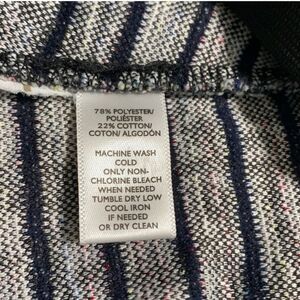 78% POLYESTER/
POLIÉSTER
22% COTTON/
COTON/ ALGODÓN
MACHINE WASH
COLD
ONLY NON-
CHLORINE BLEACH
WHEN NEEDED
TUMBLE DRY LOW
COOL IRON
IF NEEDED
OR DRY CLEAN